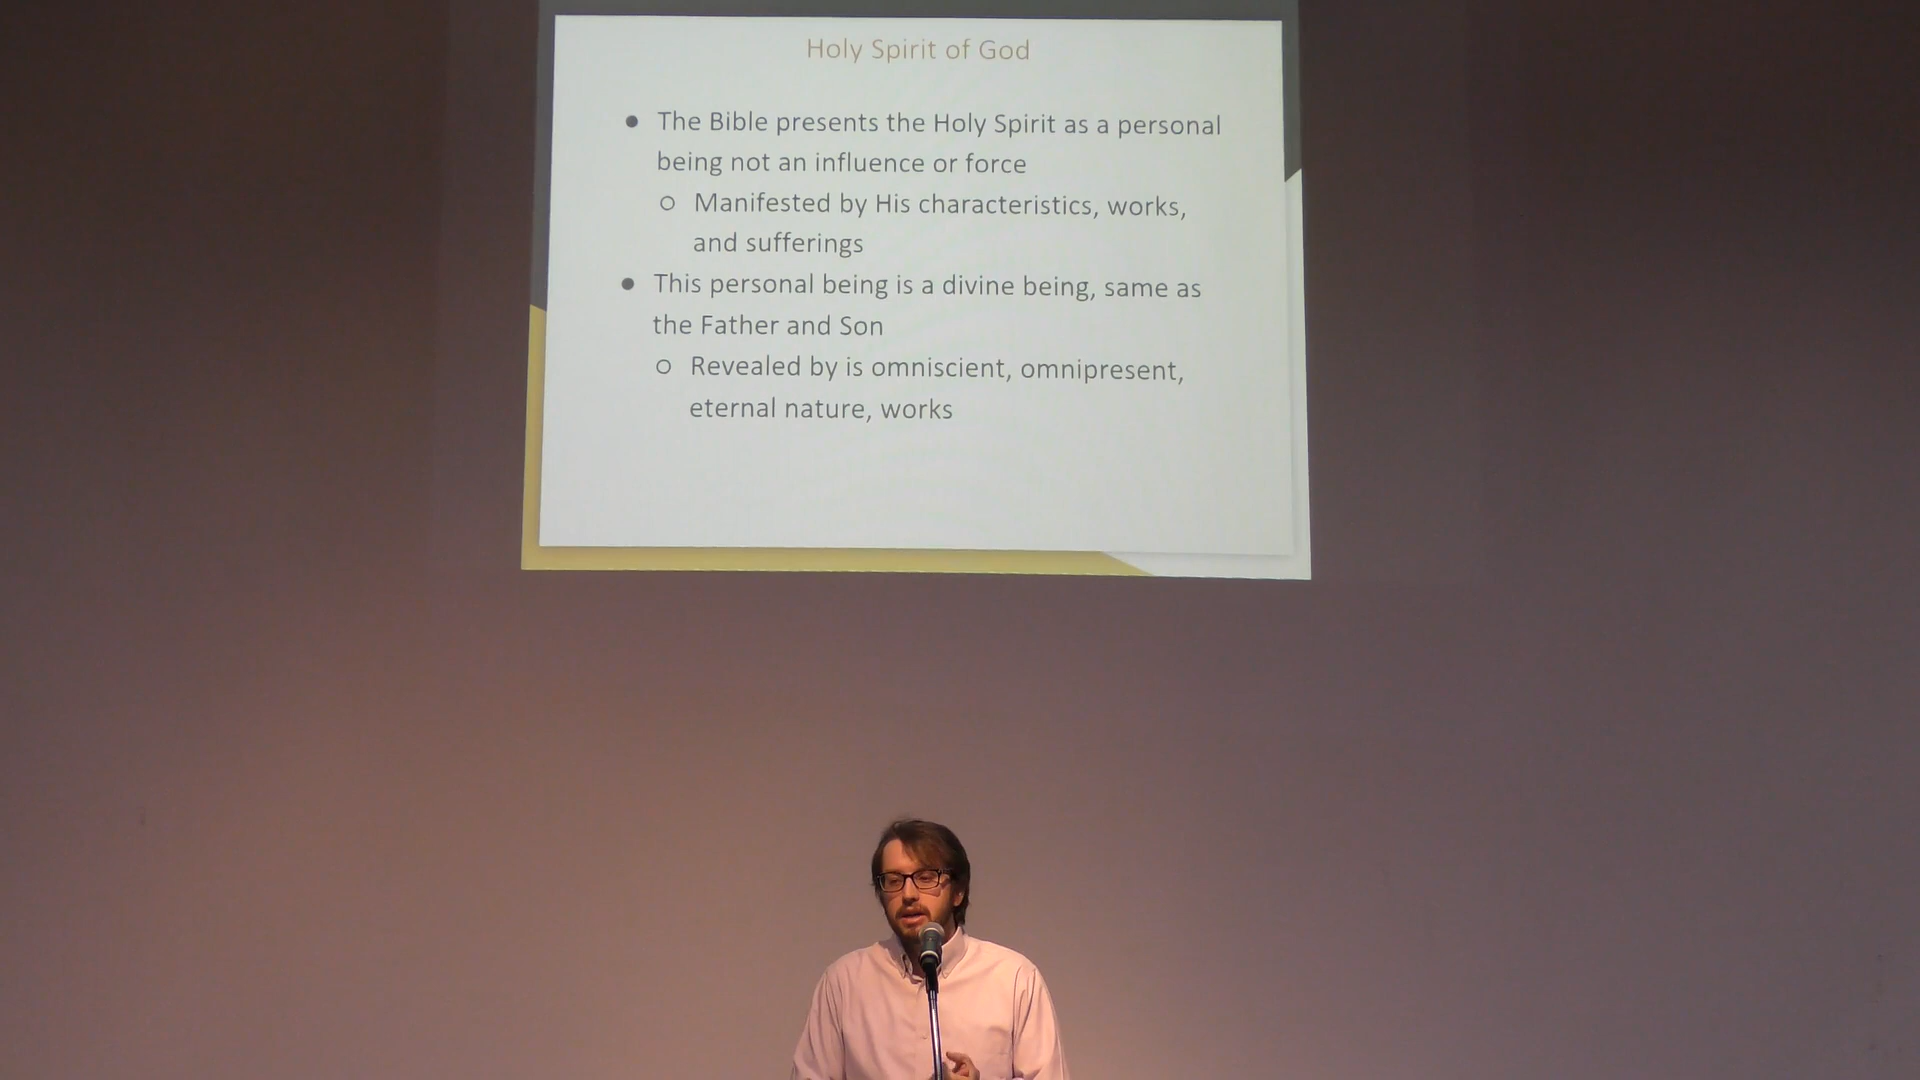 Holy Spirit of God
● The Bible presents the Holy Spirit as a personal
being not an influence or force
○ Manifested by His characteristics, works,
and sufferings
● This personal being is a divine being, same as
the Father and Son
○ Revealed by is omniscient, omnipresent,
eternal nature, works